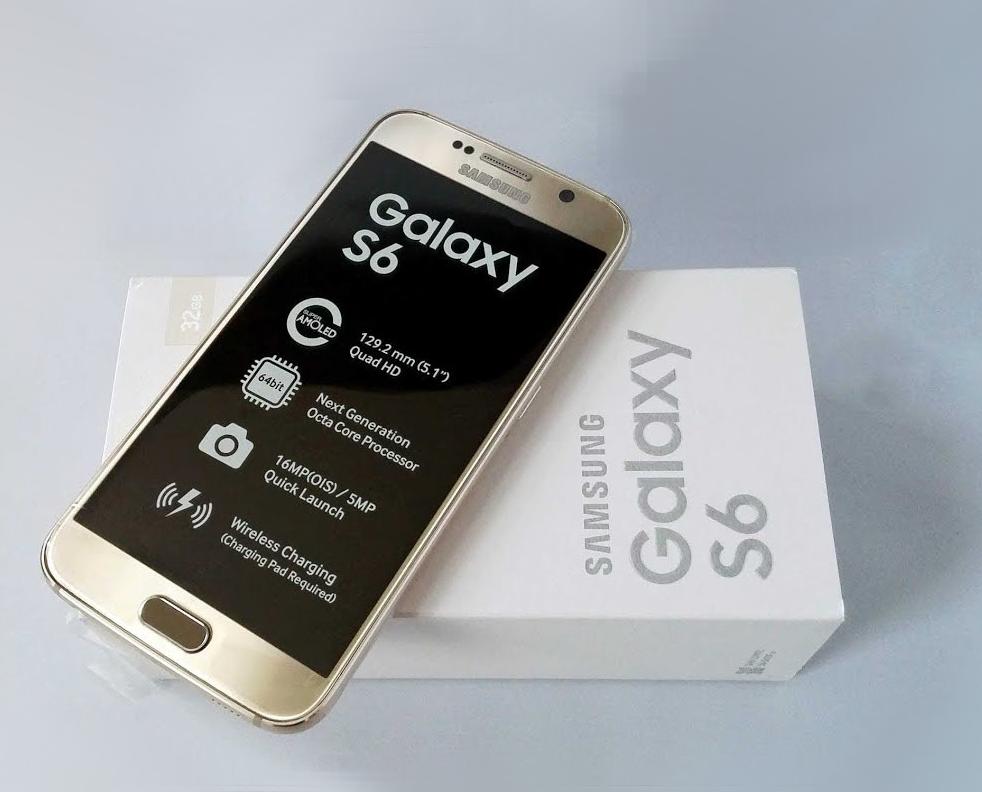 SAMSUNG
Galaxy
S6
SUPER
AMOLED
129.2 mm (5.1")
Quad HD
64bit
Next Generation
Octa Core Processor
16MP(OIS) / 5MP
Quick Launch
Wireless Charging
(Charging Pad Required)
32GB
SAMSUNG
Galaxy
S6